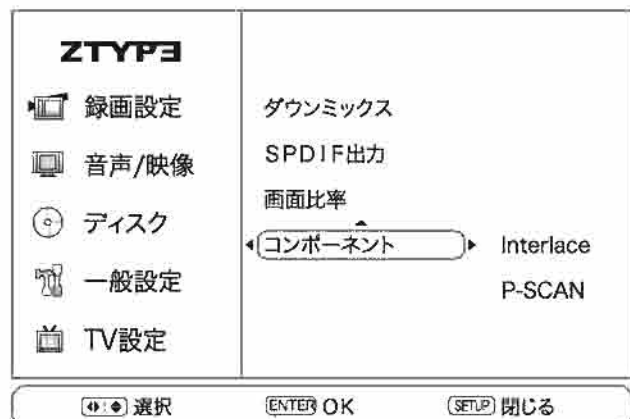 ZTYPE
録画設定
音声/映像
ディスク
一般設定
TV設定
ダウンミックス
SPDIF出力
画面比率
コンポーネント
Interlace
P-SCAN
選択
ENTER OK
SETUP 閉じる